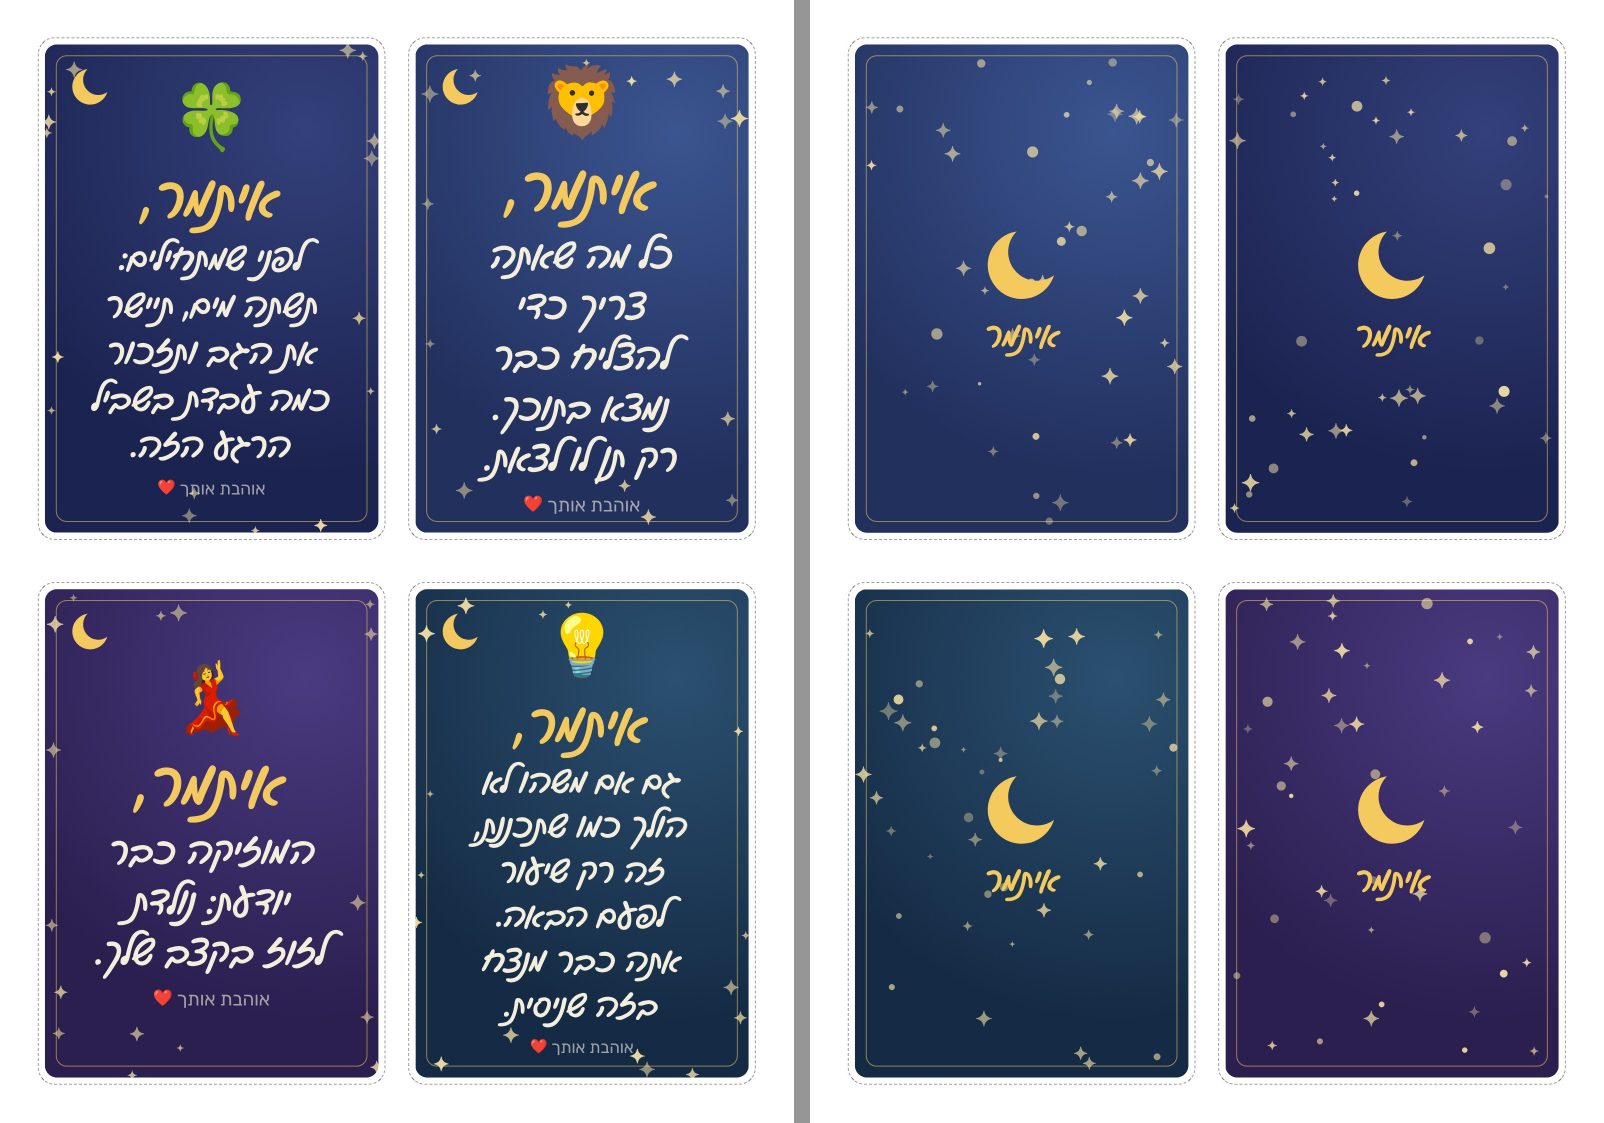 איתמר,
כל מה שאתה
צריך כדי
להצליח כבר
נמצא בתוכך.
רק תן לו לצאת.
אוהבת אותך ❤️
איתמר,
לפני שמתחילים:
תשתה מים, תיישר
את הגב ותזכור
כמה עבדת בשביל
הרגע הזה.
אוהבת אותך ❤️
איתמר,
גם אם משהו לא
הולך כמו שתכננת,
זה רק שיעור
לפעם הבאה.
אתה כבר מנצח
בזה שניסית.
אוהבת אותך ❤️
איתמר,
המוזיקה כבר
יודעת: נולדת
לזוז בקצב שלך.
אוהבת אותך ❤️
איתמר
איתמר
איתמר
איתמר